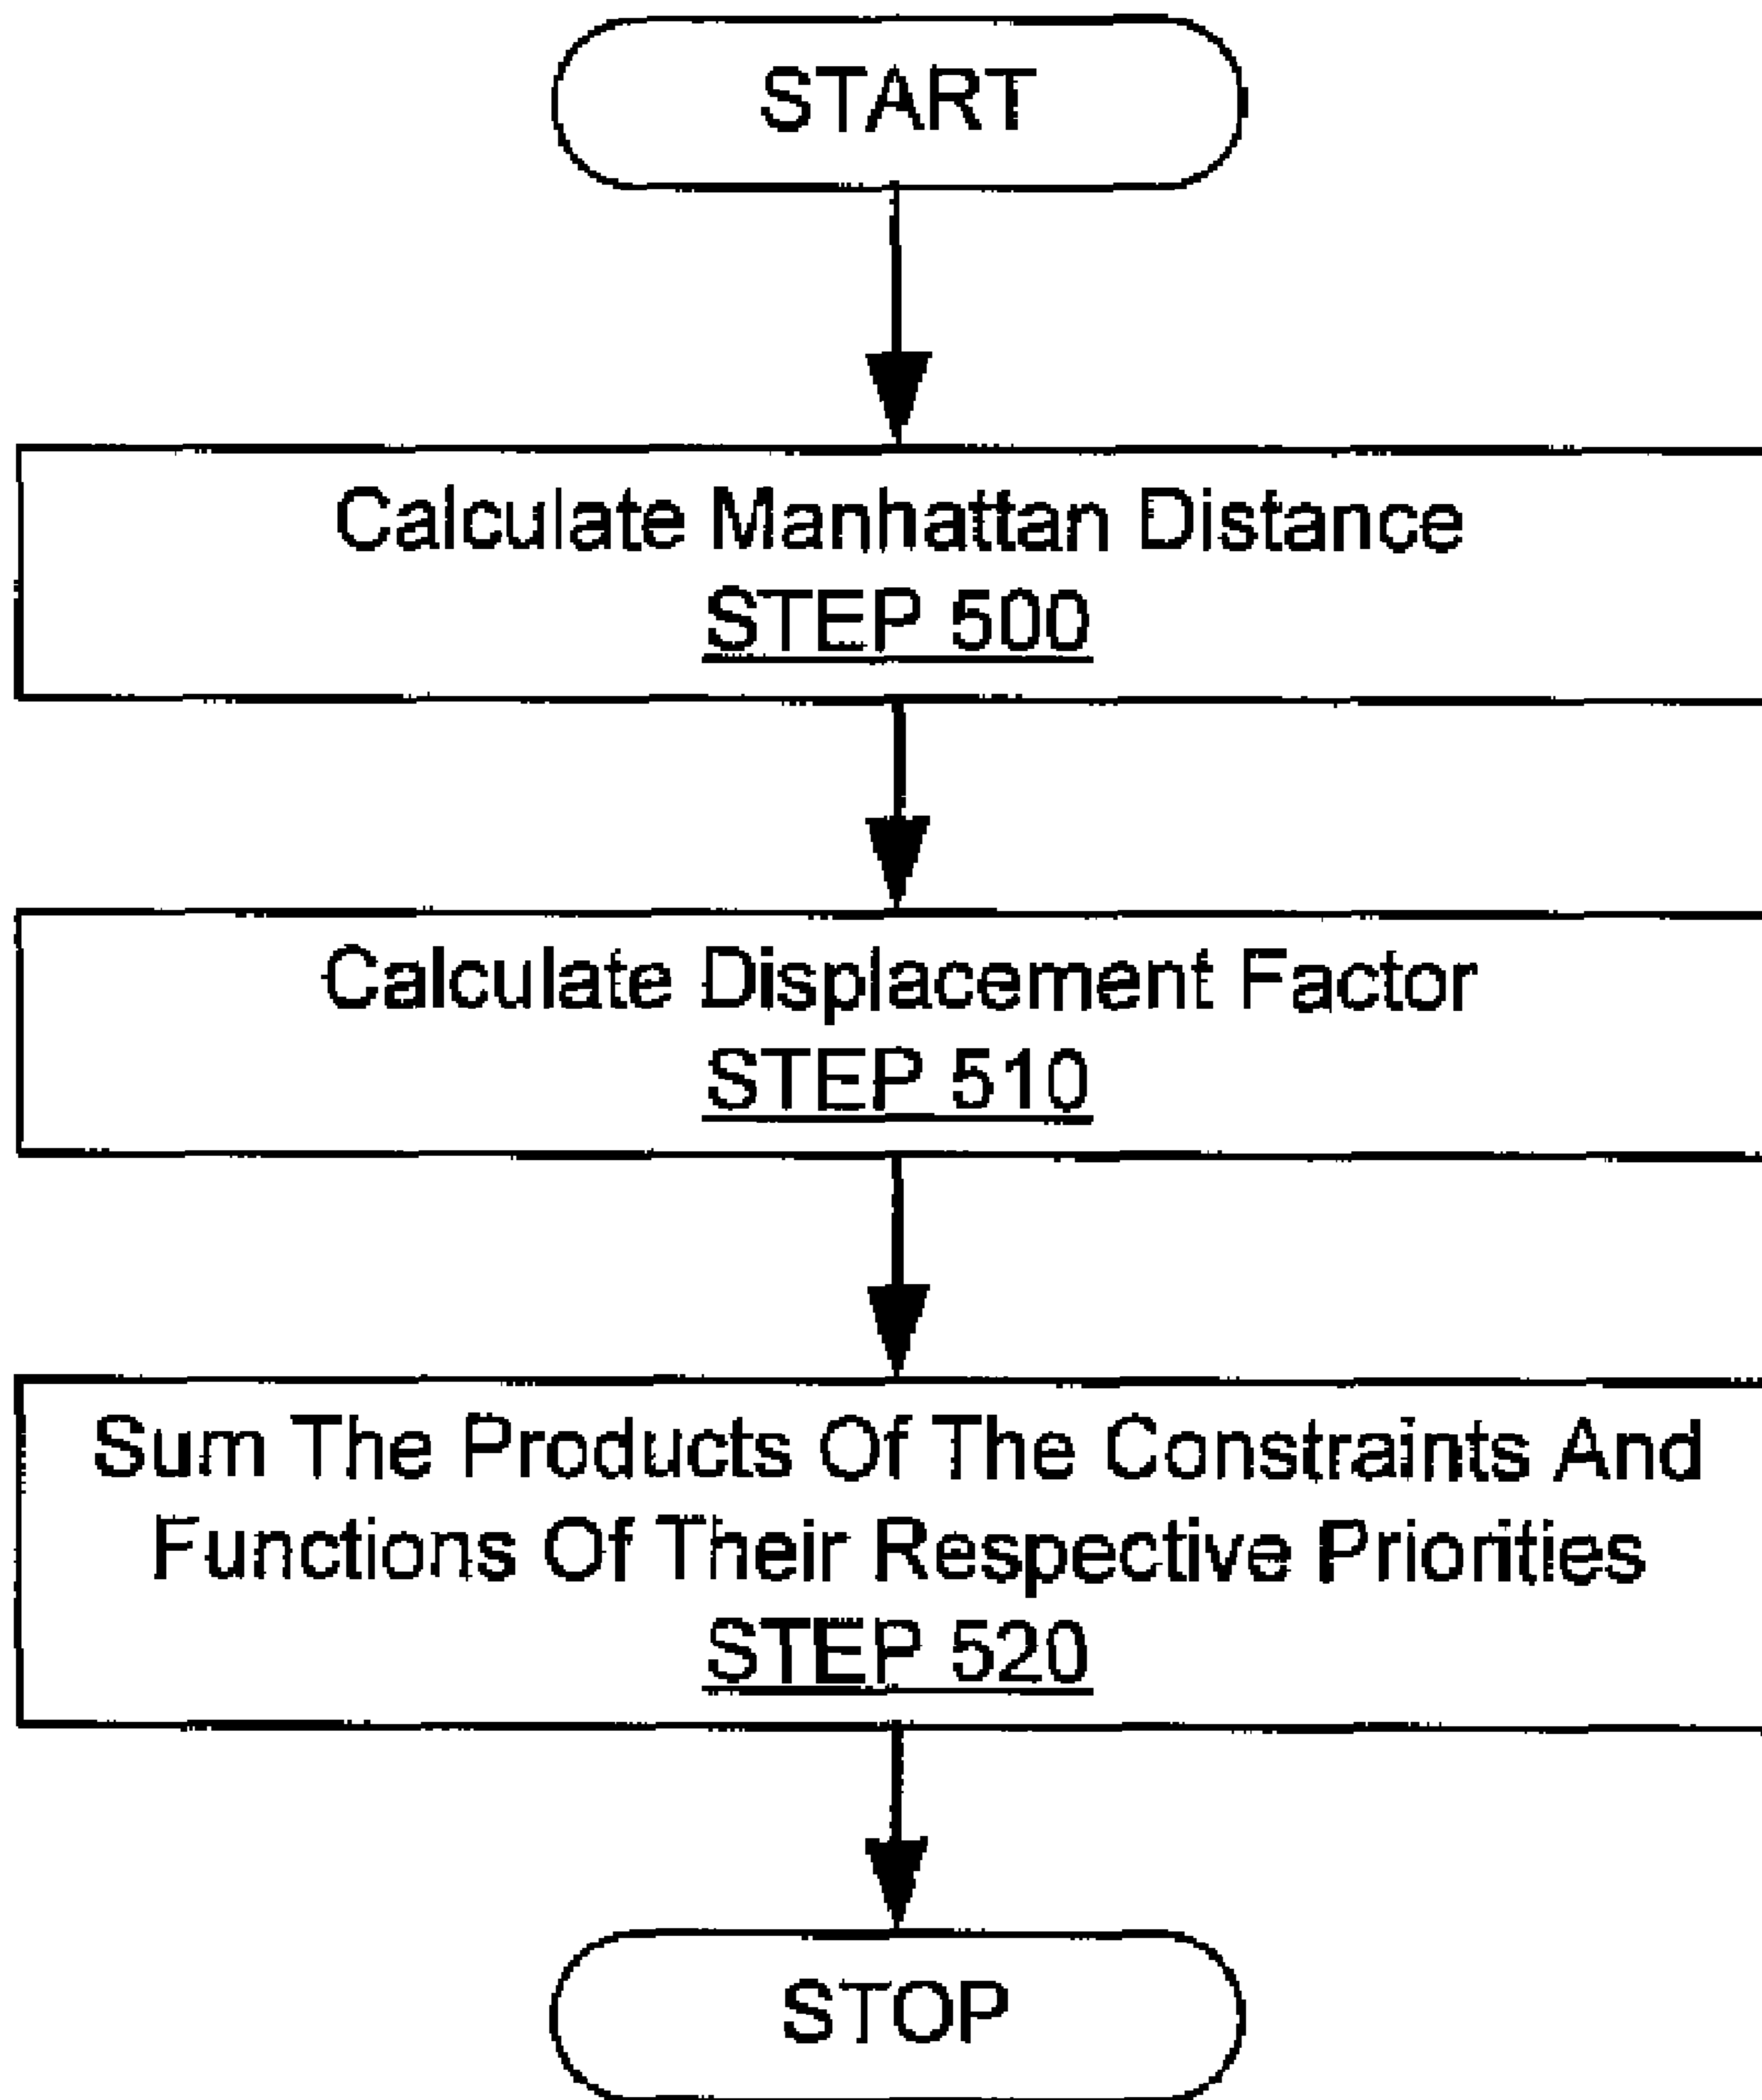 START
Calculate Manhattan Distance
STEP 500
Calculate Displacement Factor
STEP 510
Sum The Products Of The Constraints And
Functions Of Their Respective Priorities
STEP 520
STOP